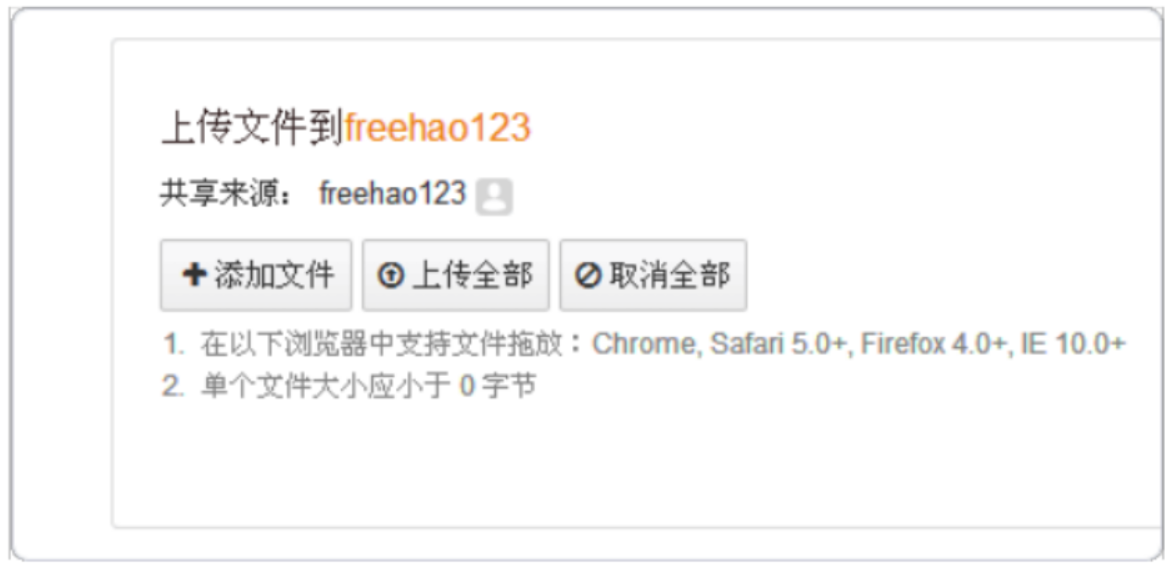 上传文件到freehao123
共享来源： freehao123
添加文件 上传全部 取消全部
1. 在以下浏览器中支持文件拖放：Chrome, Safari 5.0+, Firefox 4.0+, IE 10.0+
2. 单个文件大小应小于 0 字节